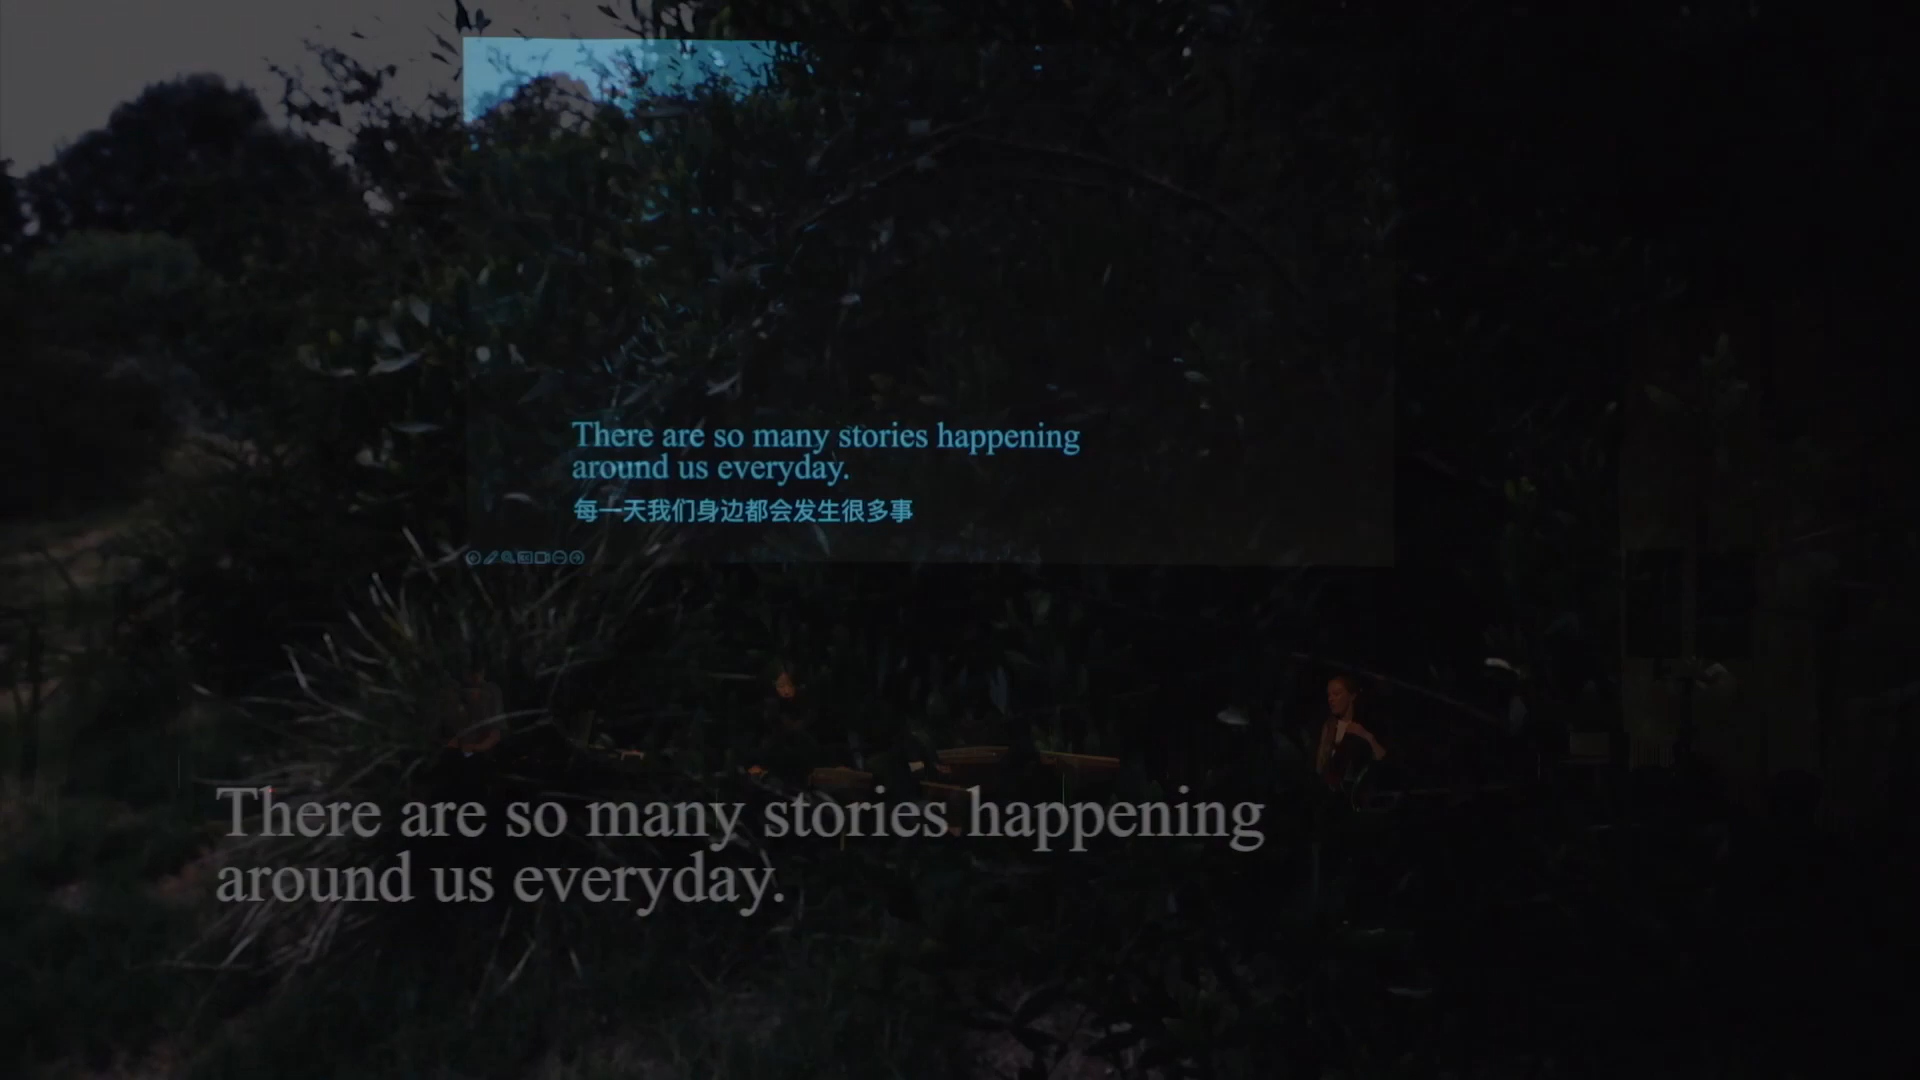 There are so many stories happening
around us everyday.
每一天我们身边都会发生很多事
There are so many stories happening
around us everyday.